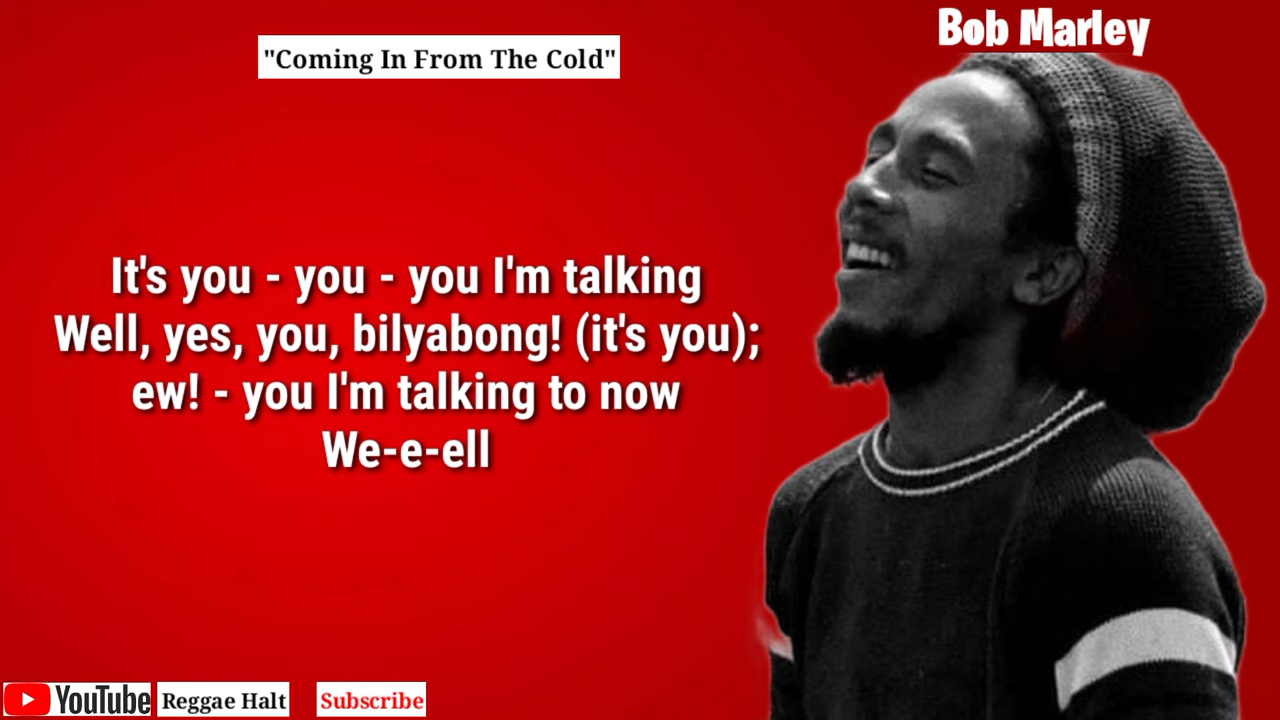 Bob Marley
"Coming In From The Cold"
It's you - you - you I'm talking
Well, yes, you, bilyabong! (it's you);
ew! - you I'm talking to now
We-e-ell
YouTube Reggae Halt Subscribe